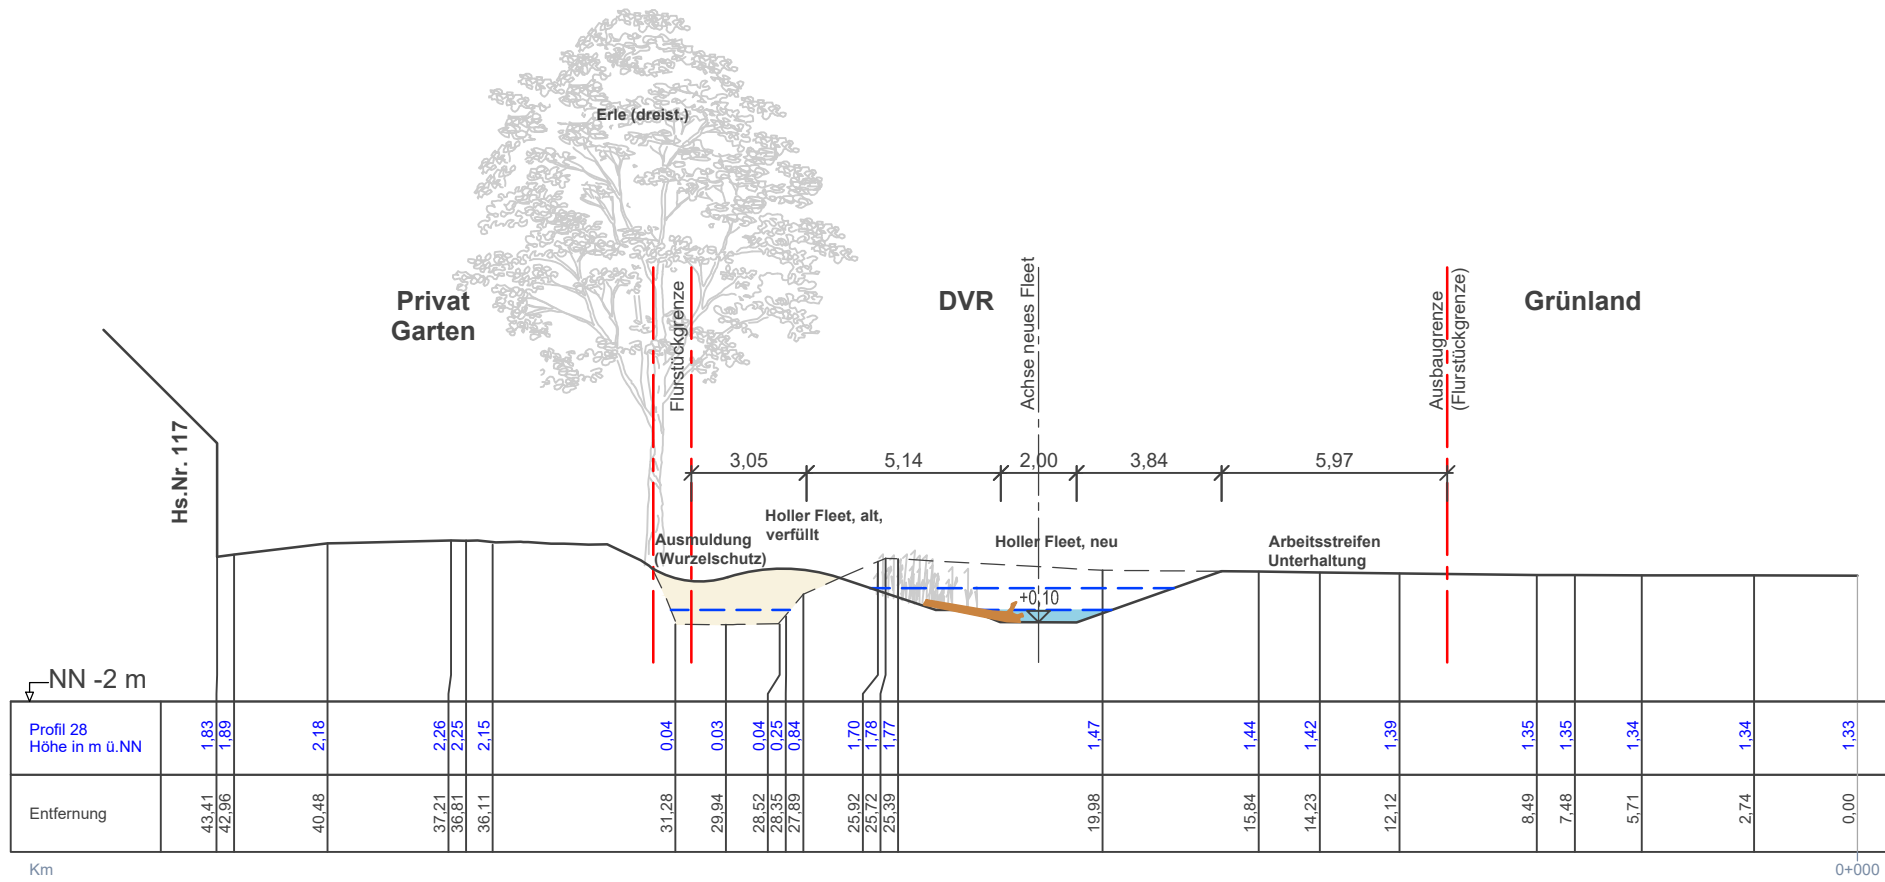 Erle (dreist.)
Privat
Garten
Flurstückgrenze
DVR
Achse neues Fleet
Ausbaugrenze
(Flurstückgrenze)
Grünland
Hs.Nr. 117
3,05
5,14
2,00
3,84
5,97
Ausmuldung
(Wurzelschutz)
Holler Fleet, alt,
verfüllt
Holler Fleet, neu
Arbeitsstreifen
Unterhaltung
+0,10
NN -2 m
Profil 28
Höhe in m ü.NN
1,83 1,89 2,18 2,26 2,25 2,15 0,04 0,03 0,04 0,25 0,84 1,70 1,78 1,77 1,47 1,44 1,42 1,39 1,35 1,35 1,34 1,34 1,33
Entfernung
43,41 42,96 40,48 37,21 36,81 36,11 31,28 29,94 28,52 28,35 27,89 25,92 25,72 25,39 19,98 15,84 14,23 12,12 8,49 7,48 5,71 2,74 0,00
Km
0+000